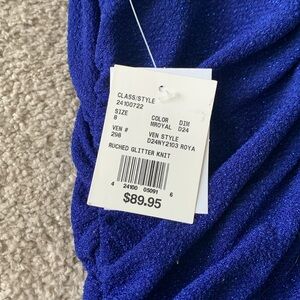 CLASS/STYLE
24100722
SIZE COLOR DIM
8 NROYAL D24
VEN # VEN STYLE
298 D24NY2103 ROYA
RUCHED GLITTER KNIT
4 24100 05091 6
$89.95